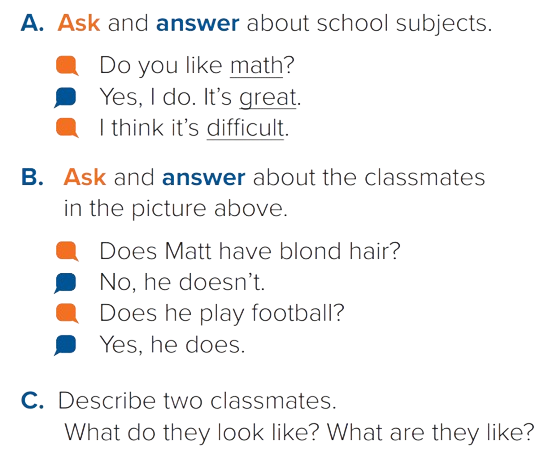 A. Ask and answer about school subjects.
Do you like math?
Yes, I do. It's great.
I think it's difficult.
B. Ask and answer about the classmates
in the picture above.
Does Matt have blond hair?
No, he doesn't.
Does he play football?
Yes, he does.
C. Describe two classmates.
What do they look like? What are they like?